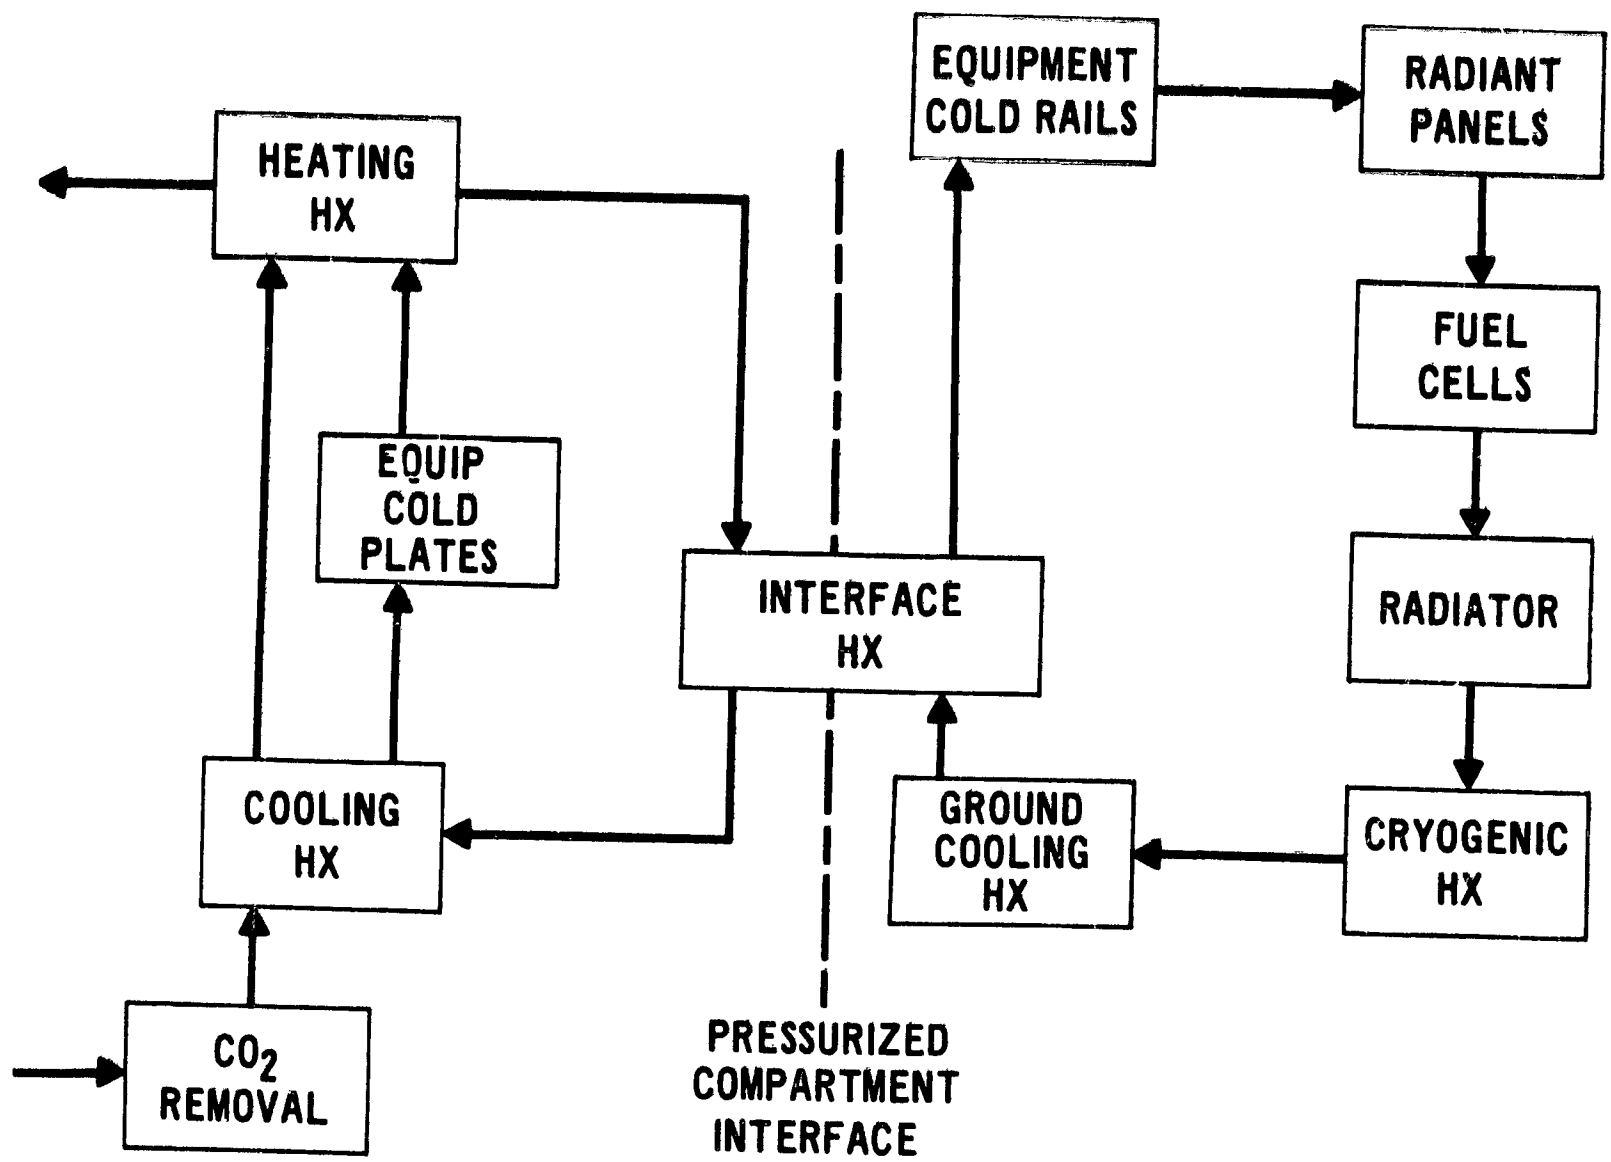 EQUIPMENT
COLD RAILS
RADIANT
PANELS
HEATING
HX
FUEL
CELLS
EQUIP
COLD
PLATES
INTERFACE
HX
RADIATOR
COOLING
HX
GROUND
COOLING
HX
CRYOGENIC
HX
CO₂
REMOVAL
PRESSURIZED
COMPARTMENT
INTERFACE